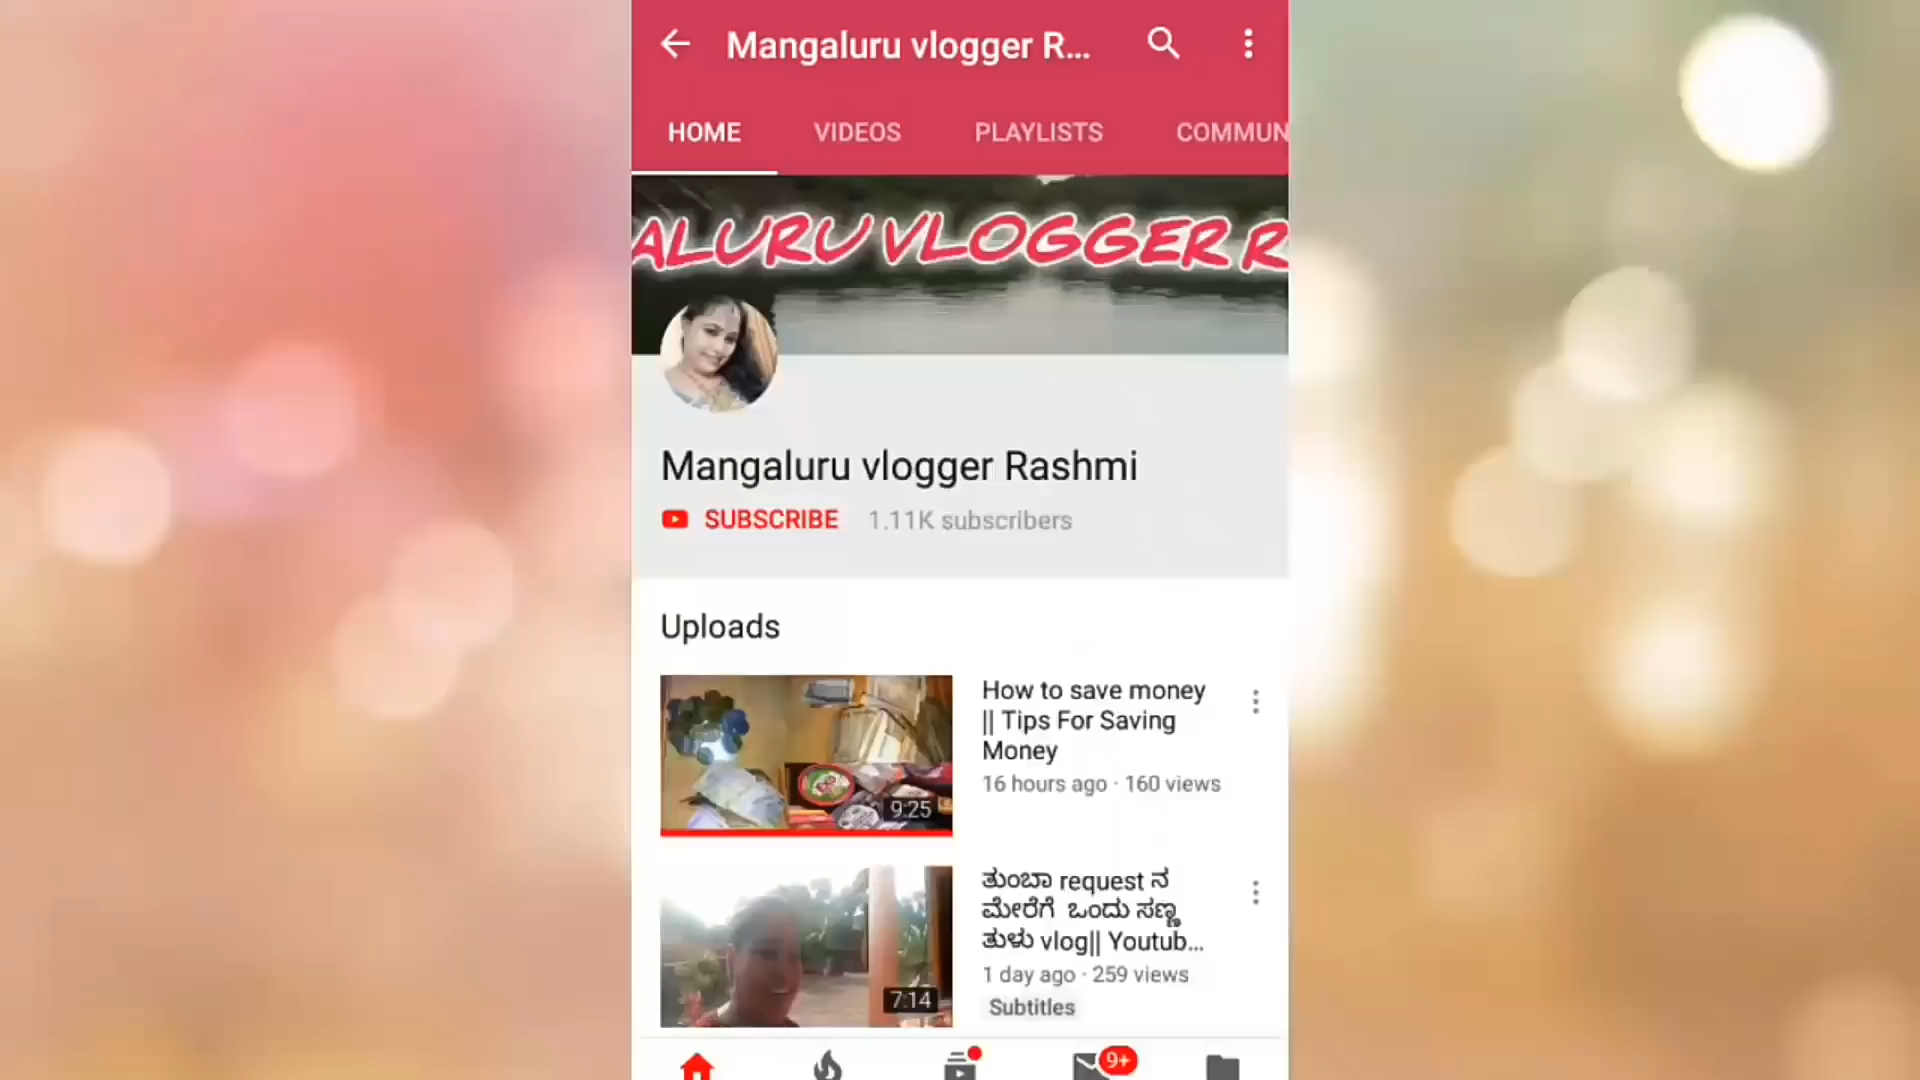 Mangaluru vlogger R...
HOME VIDEOS PLAYLISTS COMMUN
ALURU VLOGGER R
Mangaluru vlogger Rashmi
SUBSCRIBE 1.11K subscribers
Uploads
How to save money
|| Tips For Saving
Money
16 hours ago · 160 views
9:25
ತುಂಬಾ request ನ
ಮೇರೆಗೆ ಒಂದು ಸಣ್ಣ
ತುಳು vlog|| Youtub...
1 day ago · 259 views
7:14
Subtitles
9+